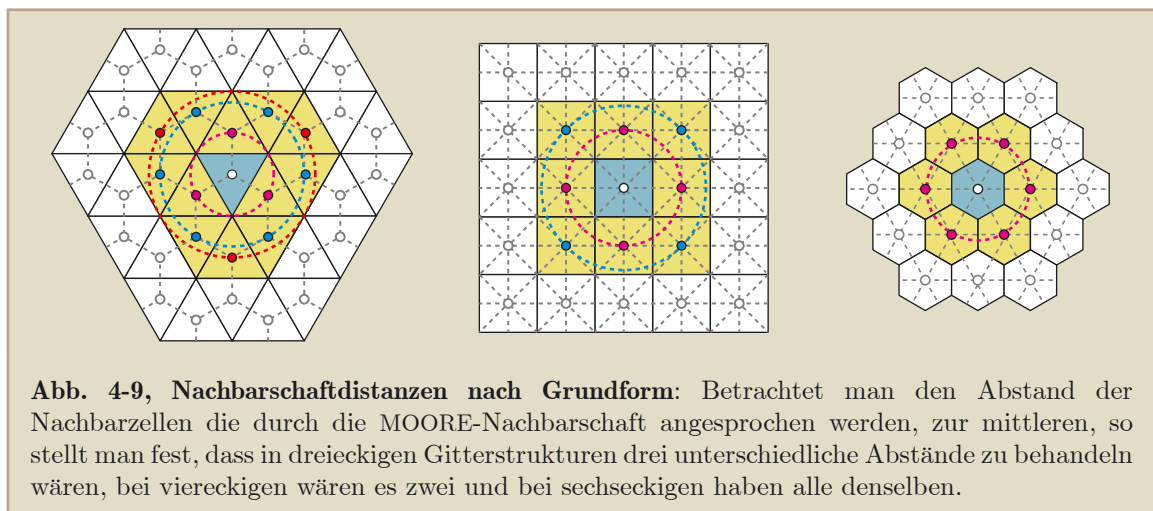 Abb. 4-9, Nachbarschaftdistanzen nach Grundform: Betrachtet man den Abstand der
Nachbarzellen die durch die MOORE-Nachbarschaft angesprochen werden, zur mittleren, so
stellt man fest, dass in dreieckigen Gitterstrukturen drei unterschiedliche Abstände zu behandeln
wären, bei viereckigen wären es zwei und bei sechseckigen haben alle denselben.